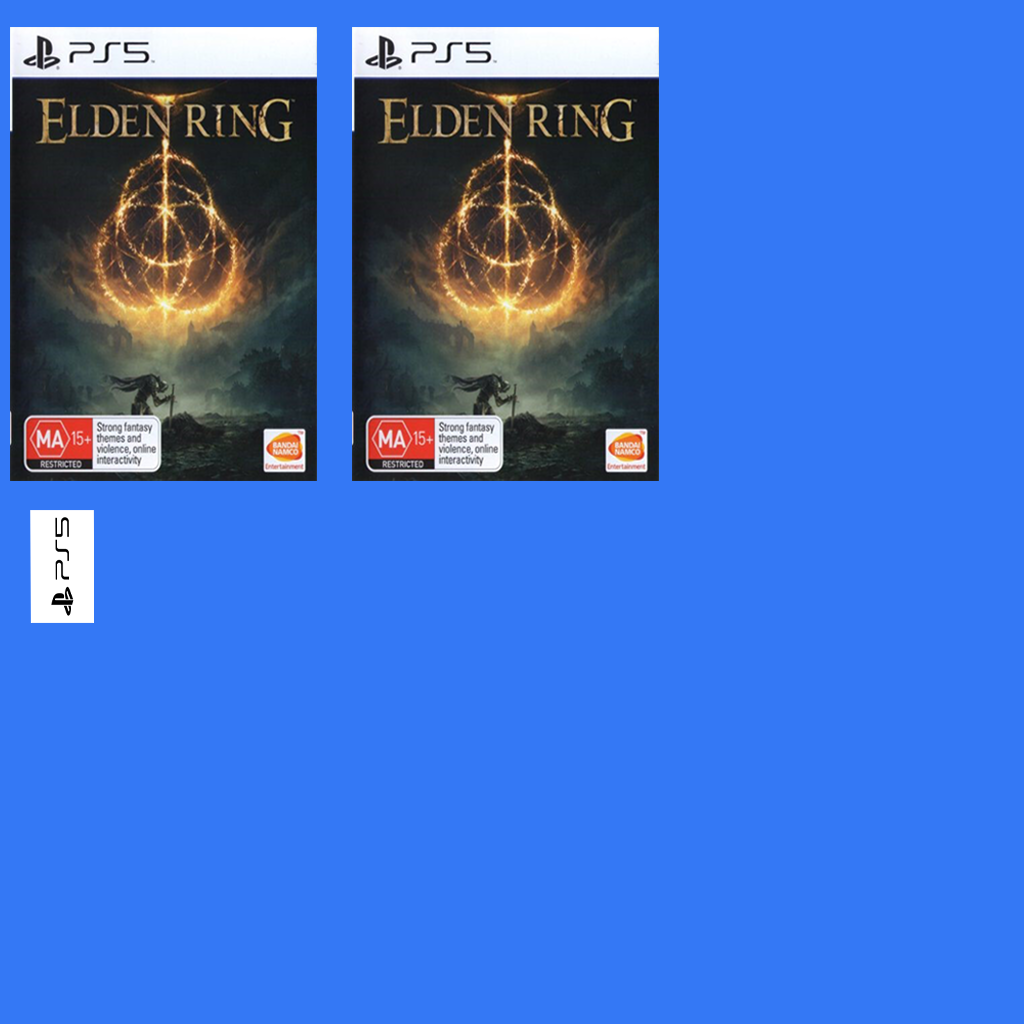 PS5
ELDEN RING
MA 15+
RESTRICTED
Strong fantasy
themes and
violence, online
interactivity
BANDAI
NAMCO
Entertainment
PS5
ELDEN RING
MA 15+
RESTRICTED
Strong fantasy
themes and
violence, online
interactivity
BANDAI
NAMCO
Entertainment
PS5